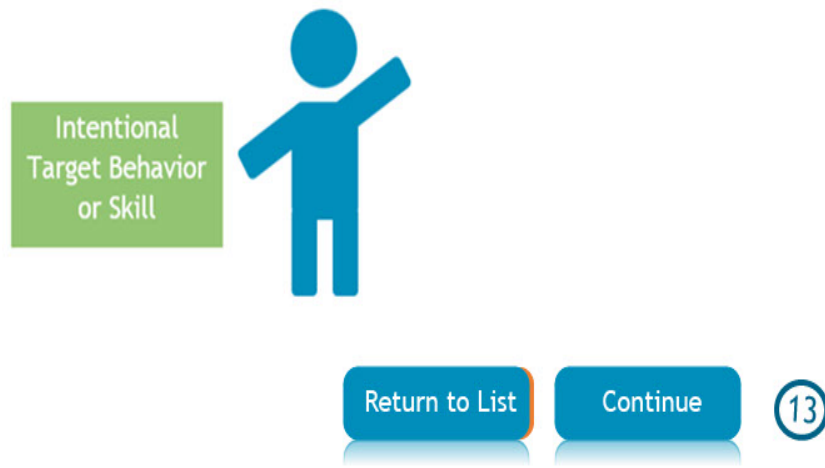 Intentional
Target Behavior
or Skill
Return to List
Continue
13